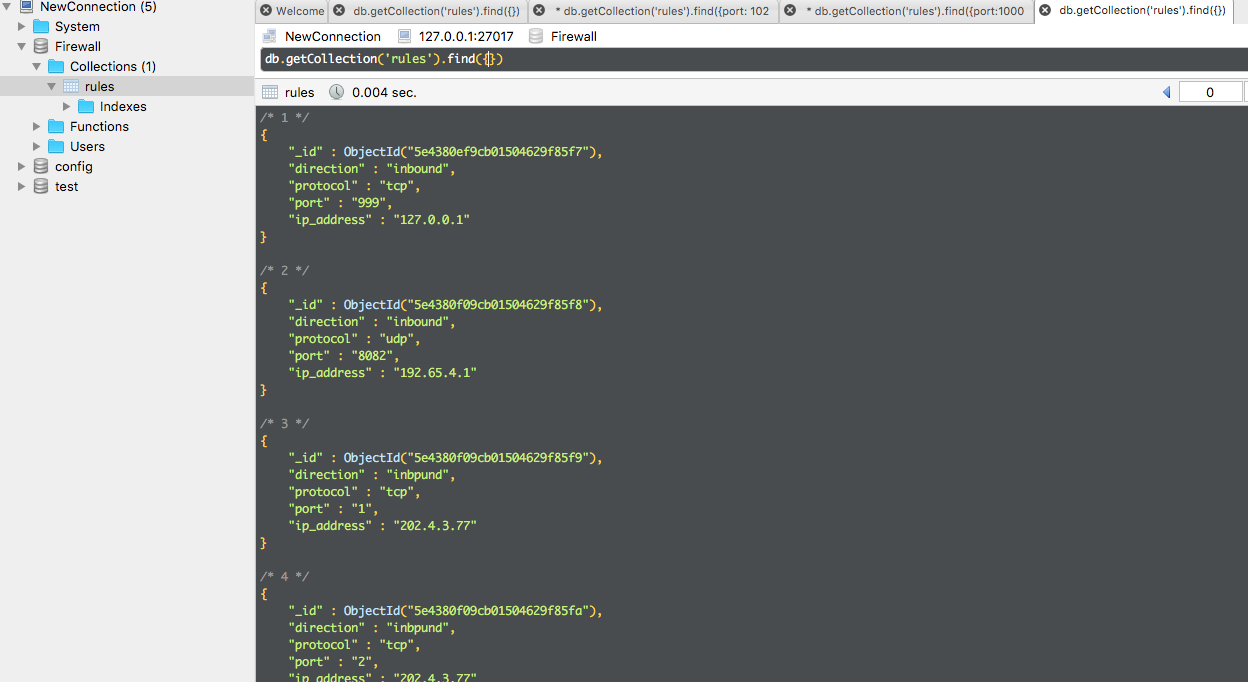 NewConnection (5)
System
Firewall
Collections (1)
rules
Indexes
Functions
Users
config
test
Welcome
db.getCollection('rules').find({})
* db.getCollection('rules').find({port: 102
* db.getCollection('rules').find({port:1000
db.getCollection('rules').find({})
NewConnection 127.0.0.1:27017 Firewall
db.getCollection('rules').find({})
rules 0.004 sec. 0
/* 1 */
{
"_id" : ObjectId("5e4380ef9cb01504629f85f7"),
"direction" : "inbound",
"protocol" : "tcp",
"port" : "999",
"ip_address" : "127.0.0.1"
}
/* 2 */
{
"_id" : ObjectId("5e4380f09cb01504629f85f8"),
"direction" : "inbound",
"protocol" : "udp",
"port" : "8082",
"ip_address" : "192.65.4.1"
}
/* 3 */
{
"_id" : ObjectId("5e4380f09cb01504629f85f9"),
"direction" : "inbpund",
"protocol" : "tcp",
"port" : "1",
"ip_address" : "202.4.3.77"
}
/* 4 */
{
"_id" : ObjectId("5e4380f09cb01504629f85fa"),
"direction" : "inbpund",
"protocol" : "tcp",
"port" : "2",
"ip_address" : "202.4.3.77"